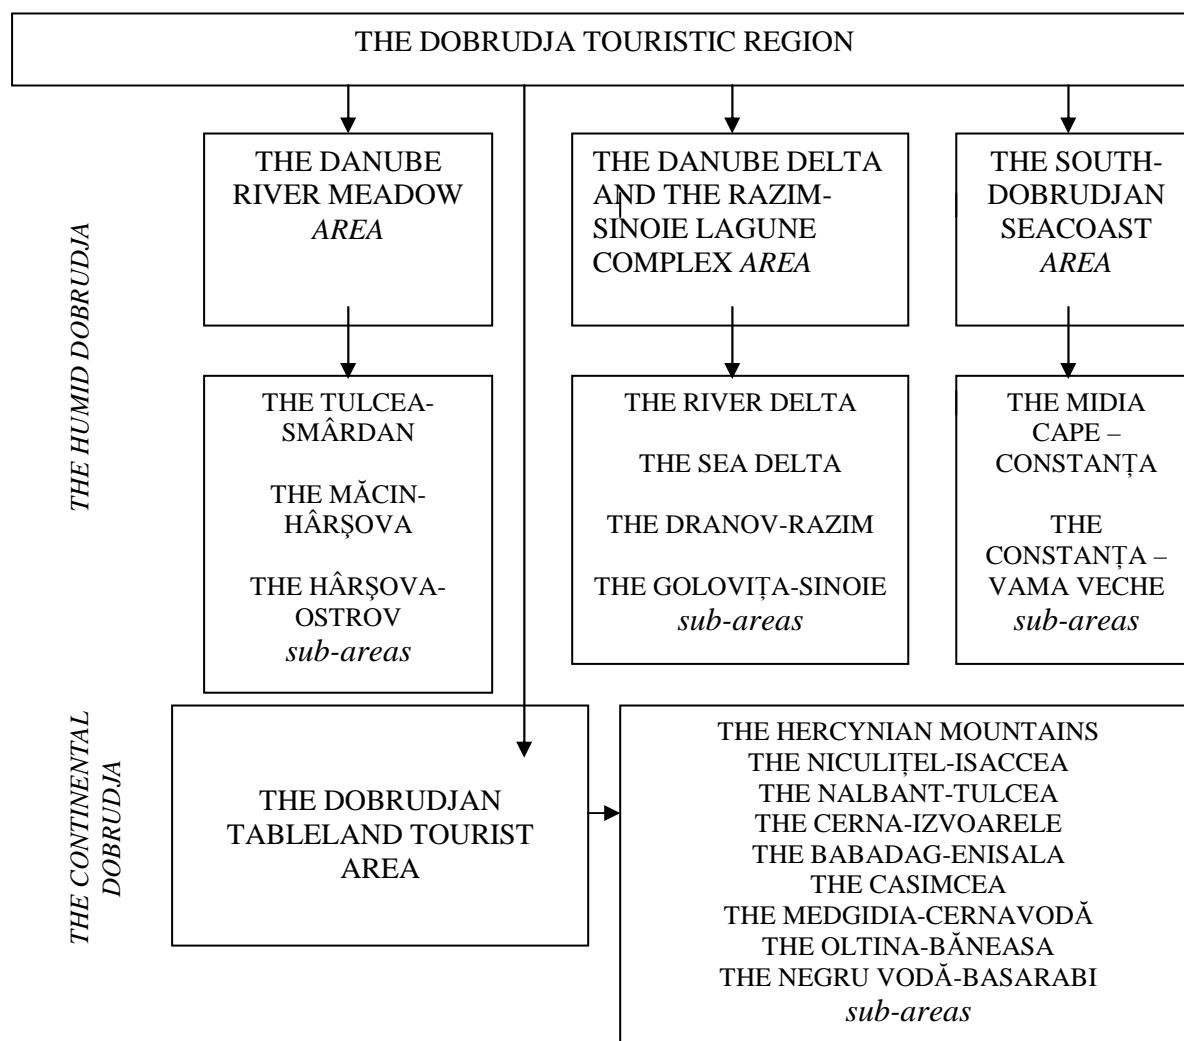 THE DOBRUDJA TOURISTIC REGION
THE HUMID DOBRUDJA
THE DANUBE
RIVER MEADOW
AREA
THE DANUBE DELTA
AND THE RAZIM-
SINOIE LAGUNE
COMPLEX AREA
THE SOUTH-
DOBRUDJAN
SEACOAST
AREA
THE TULCEA-
SMÂRDAN
THE MĂCIN-
HÂRŞOVA
THE HÂRŞOVA-
OSTROV
sub-areas
THE RIVER DELTA
THE SEA DELTA
THE DRANOV-RAZIM
THE GOLOVIȚA-SINOIE
sub-areas
THE MIDIA
CAPE –
CONSTANȚA
THE
CONSTANȚA –
VAMA VECHE
sub-areas
THE CONTINENTAL
DOBRUDJA
THE DOBRUDJAN
TABLELAND TOURIST
AREA
THE HERCYNIAN MOUNTAINS
THE NICULIȚEL-ISACCEA
THE NALBANT-TULCEA
THE CERNA-IZVOARELE
THE BABADAG-ENISALA
THE CASIMCEA
THE MEDGIDIA-CERNAVODĂ
THE OLTINA-BĂNEASA
THE NEGRU VODĂ-BASARABI
sub-areas